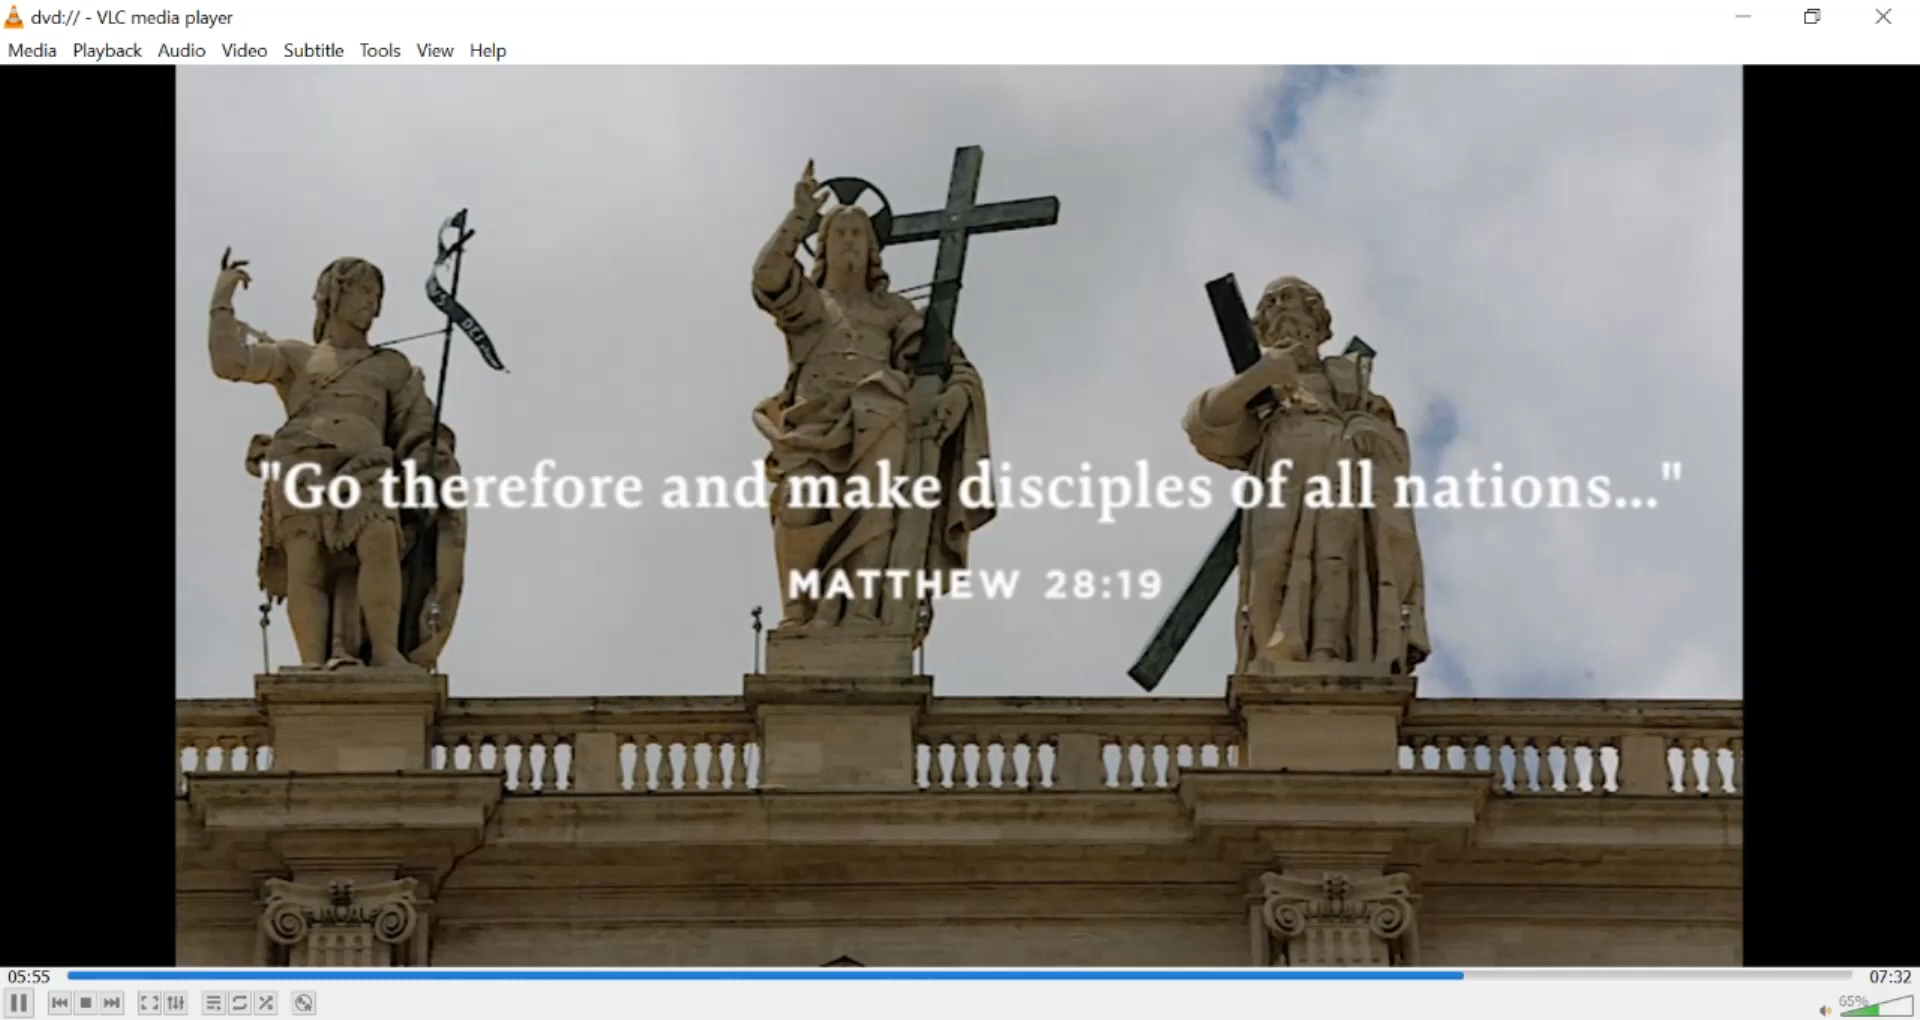 dvd:// - VLC media player
Media Playback Audio Video Subtitle Tools View Help
DEI
"Go therefore and make disciples of all nations..."
MATTHEW 28:19
05:55
07:32
65%